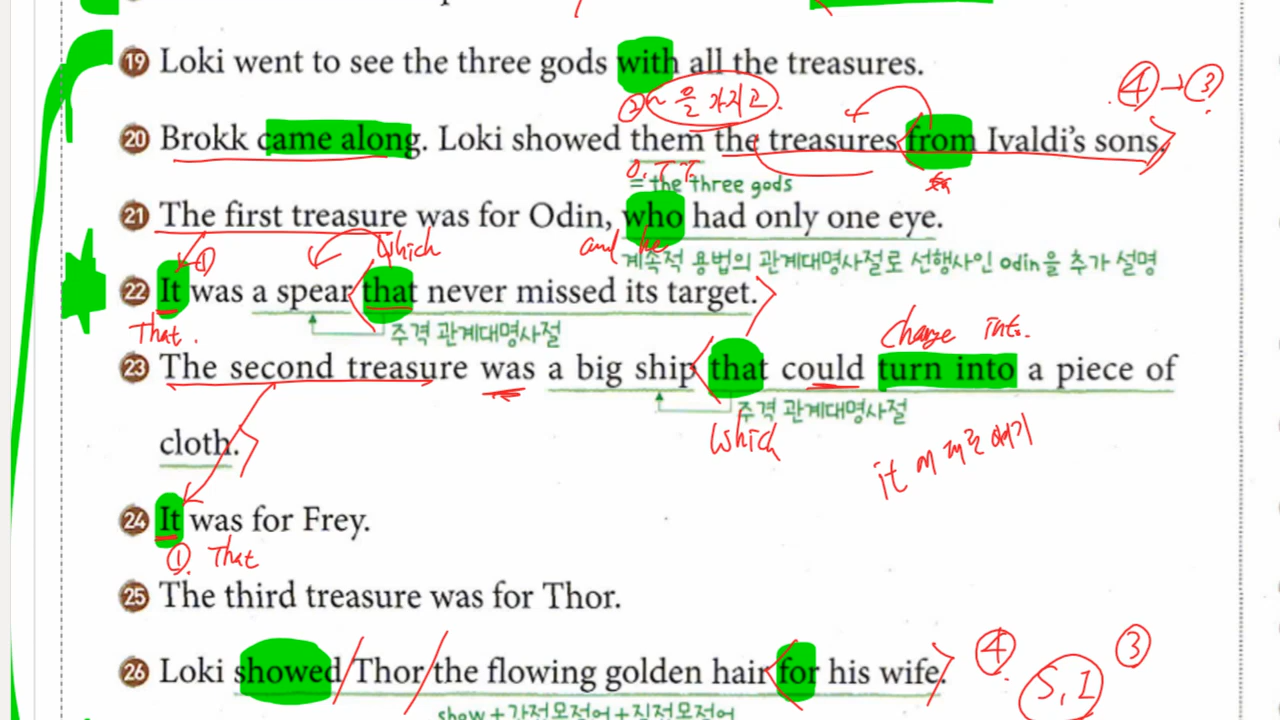 19 Loki went to see the three gods with all the treasures.
② ~을 가지고.
④→③
20 Brokk came along. Loki showed them the treasures from Ivaldi's sons.
= the three gods
21 The first treasure was for Odin, who had only one eye.
① which and he
계속적 용법의 관계대명사절로 선행사인 Odin을 추가 설명
22 It was a spear that never missed its target.
That.
주격 관계대명사절
change into.
23 The second treasure was a big ship that could turn into a piece of
주격 관계대명사절
which
cloth.
24 It was for Frey.
①. That
25 The third treasure was for Thor.
26 Loki showed Thor the flowing golden hair for his wife.
④ ③
show+간접목적어+직접목적어